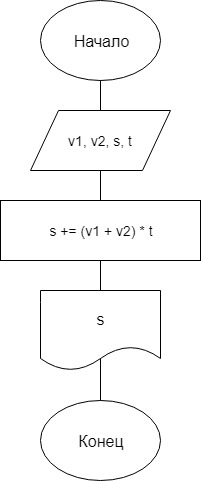 Начало
v1, v2, s, t
s += (v1 + v2) * t
s
Конец